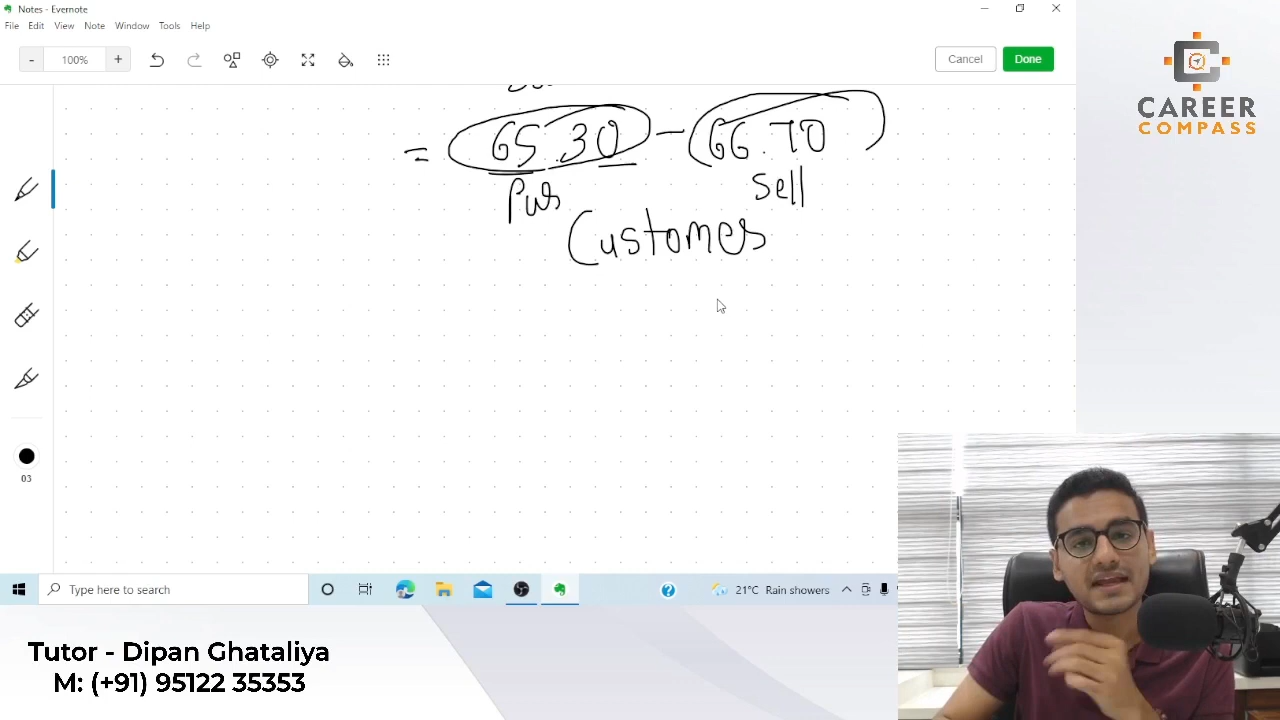 Notes - Evernote
File Edit View Note Window Tools Help
- 100% +
Cancel Done
CAREER
COMPASS
= 65.30 - 66.70
Pur Sell
Customer
03
Type here to search
21°C Rain showers
Tutor - Dipan Ghataliya
M: (+91) 95122 35353